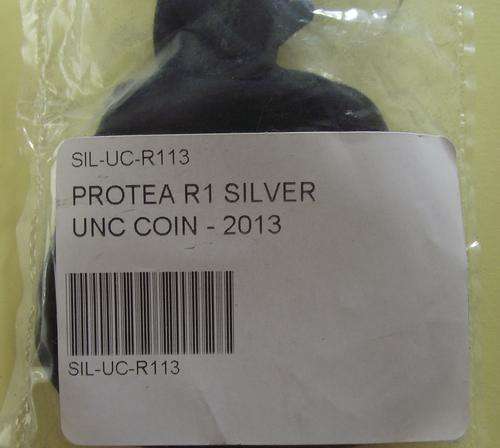 SIL-UC-R113
PROTEA R1 SILVER
UNC COIN - 2013
SIL-UC-R113